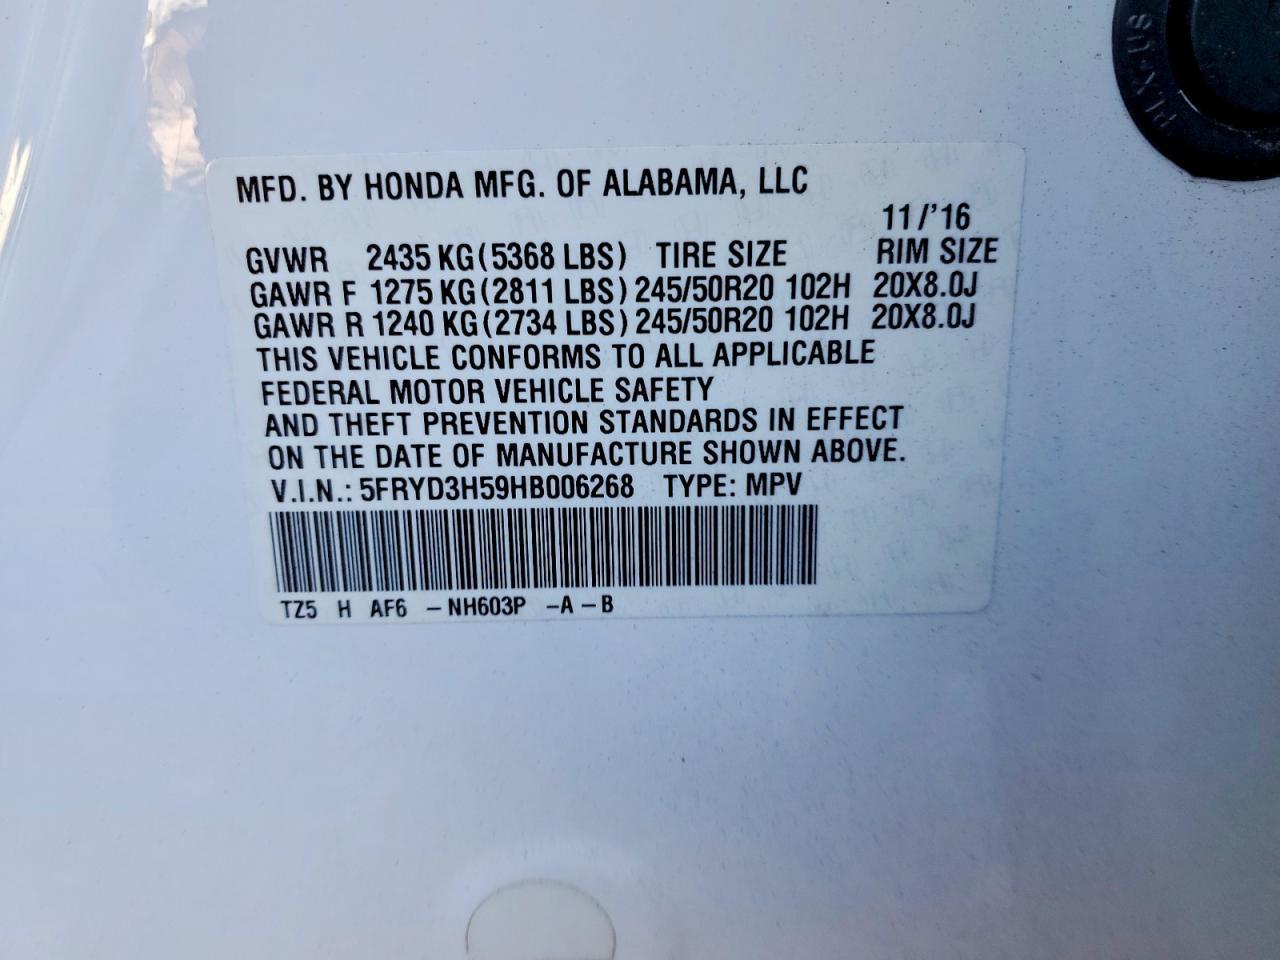 PLX-US
MFD. BY HONDA MFG. OF ALABAMA, LLC
11/'16
GVWR 2435 KG(5368 LBS) TIRE SIZE RIM SIZE
GAWR F 1275 KG(2811 LBS) 245/50R20 102H 20X8.0J
GAWR R 1240 KG(2734 LBS) 245/50R20 102H 20X8.0J
THIS VEHICLE CONFORMS TO ALL APPLICABLE
FEDERAL MOTOR VEHICLE SAFETY
AND THEFT PREVENTION STANDARDS IN EFFECT
ON THE DATE OF MANUFACTURE SHOWN ABOVE.
V.I.N.: 5FRYD3H59HB006268 TYPE: MPV
TZ5 H AF6 -NH603P -A-B